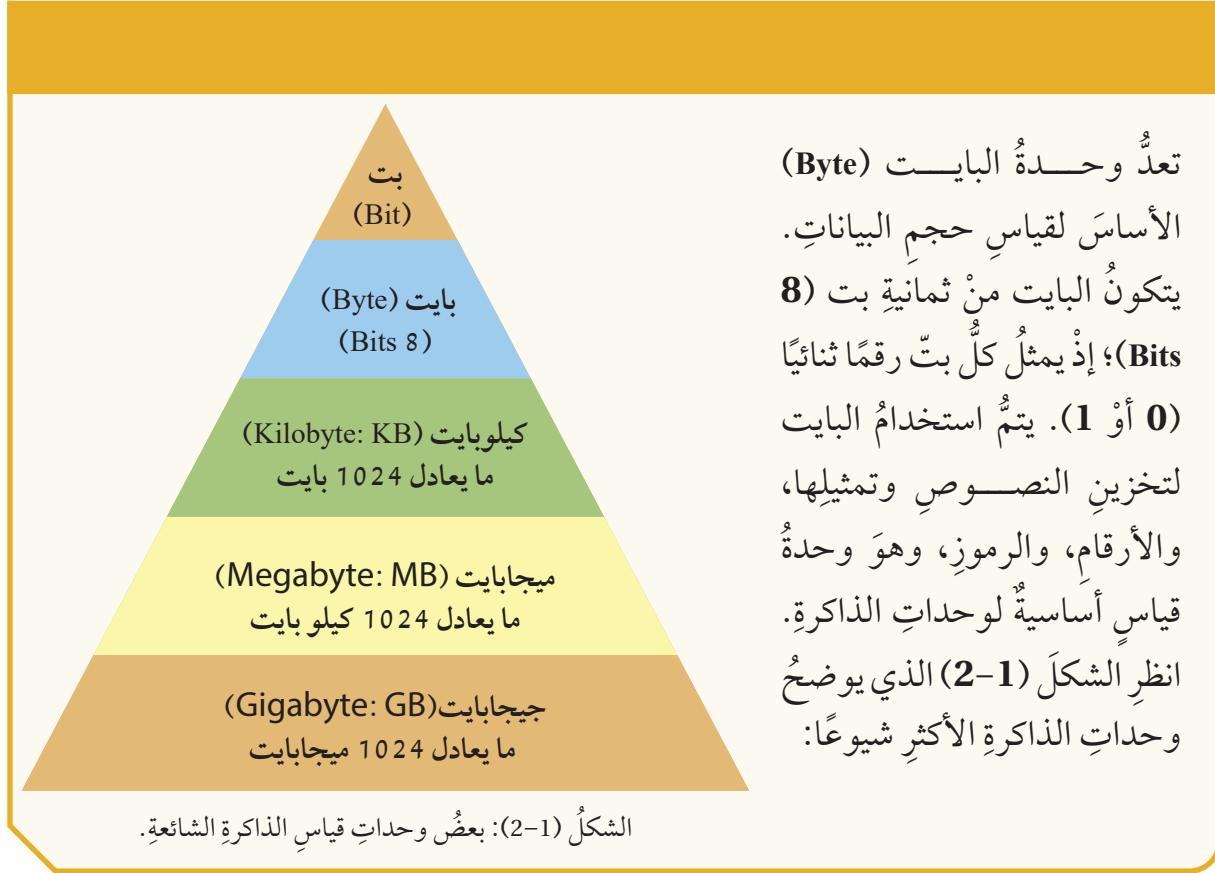 تعدُّ وحـــدةُ البايـــت (Byte)
الأساسَ لقياسِ حجمِ البياناتِ.
يتكونُ البايت منْ ثمانيةِ بت (8
Bits)؛ إذْ يمثلُ كلُّ بتّ رقمًا ثنائيًا
(0 أوْ 1). يتمُّ استخدامُ البايت
لتخزينِ النصـــوصِ وتمثيلِها،
والأرقامِ، والرموزِ، وهوَ وحدةُ
قياسٍ أساسيةٌ لوحداتِ الذاكرةِ.
انظرِ الشكلَ (1-2) الذي يوضحُ
وحداتِ الذاكرةِ الأكثرِ شيوعًا:
بت
(Bit)
بايت (Byte)
(8 Bits)
كيلوبايت (Kilobyte: KB)
ما يعادل 1024 بايت
ميجابايت (Megabyte: MB)
ما يعادل 1024 كيلو بايت
جيجابايت(Gigabyte: GB)
ما يعادل 1024 ميجابايت
الشكلُ (1-2): بعضُ وحداتِ قياسِ الذاكرةِ الشائعةِ.